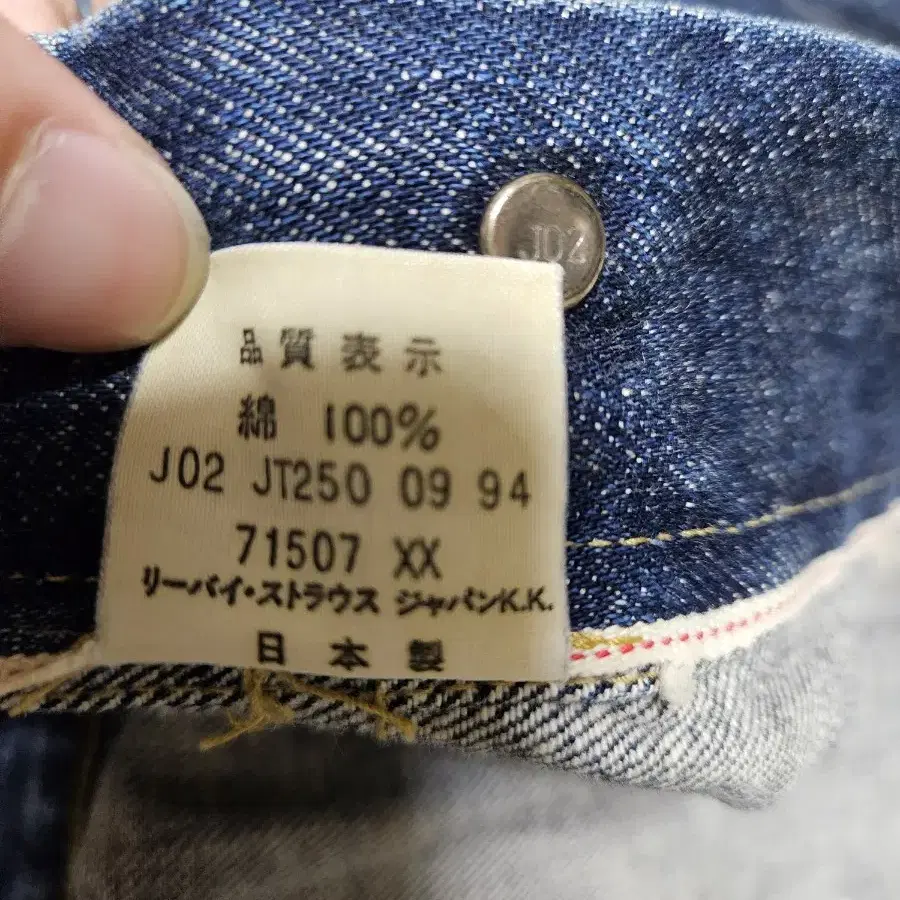 J02
品質表示
綿 100%
J02 JT250 09 94
71507 XX
リーバイ・ストラウス ジャパンK.K.
日本製